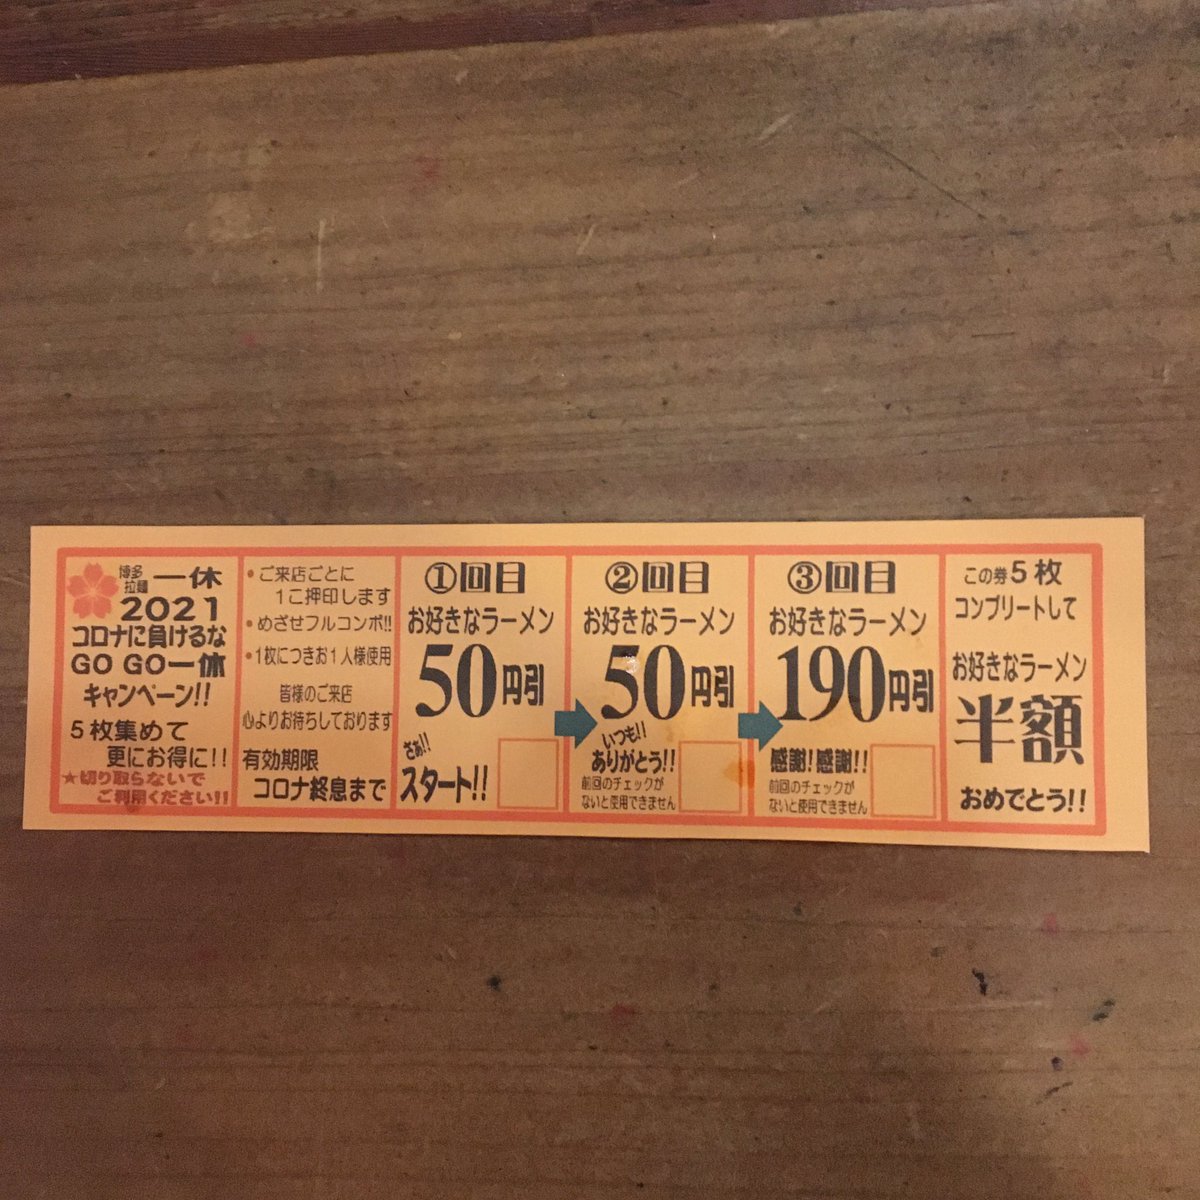 博多
拉麺 一休
2021
コロナに負けるな
GO GO一休
キャンペーン!!
5枚集めて
更にお得に!!
★切り取らないで
ご利用ください!!
•ご来店ごとに
1こ押印します
•めざせフルコンボ!!
•1枚につきお1人様使用
皆様のご来店
心よりお待ちしております
有効期限
コロナ終息まで
①回目
お好きなラーメン
50円引
さぁ!!
スタート!!
②回目
お好きなラーメン
50円引
いつも!!
ありがとう!!
前回のチェックが
ないと使用できません
③回目
お好きなラーメン
190円引
感謝!感謝!!
前回のチェックが
ないと使用できません
この券5枚
コンプリートして
お好きなラーメン
半額
おめでとう!!